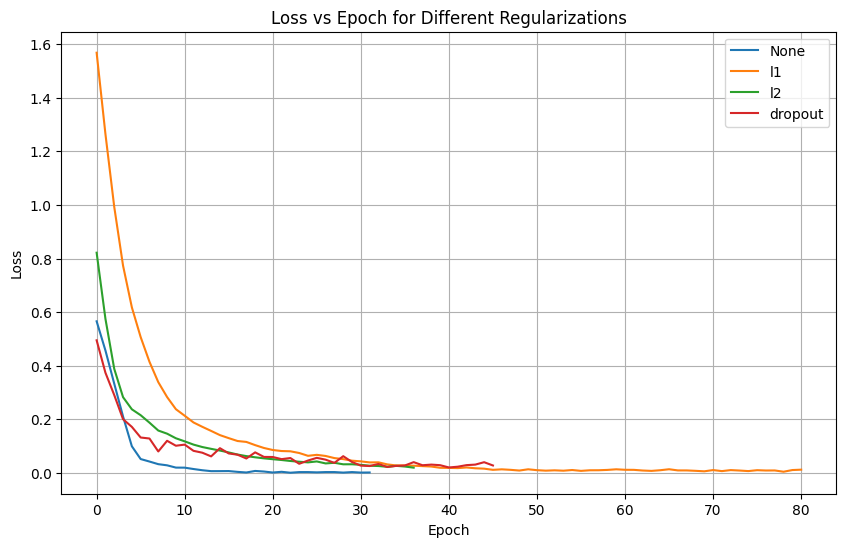 Loss vs Epoch for Different Regularizations
None
l1
l2
dropout
Loss
1.6
1.4
1.2
1.0
0.8
0.6
0.4
0.2
0.0
0 10 20 30 40 50 60 70 80
Epoch